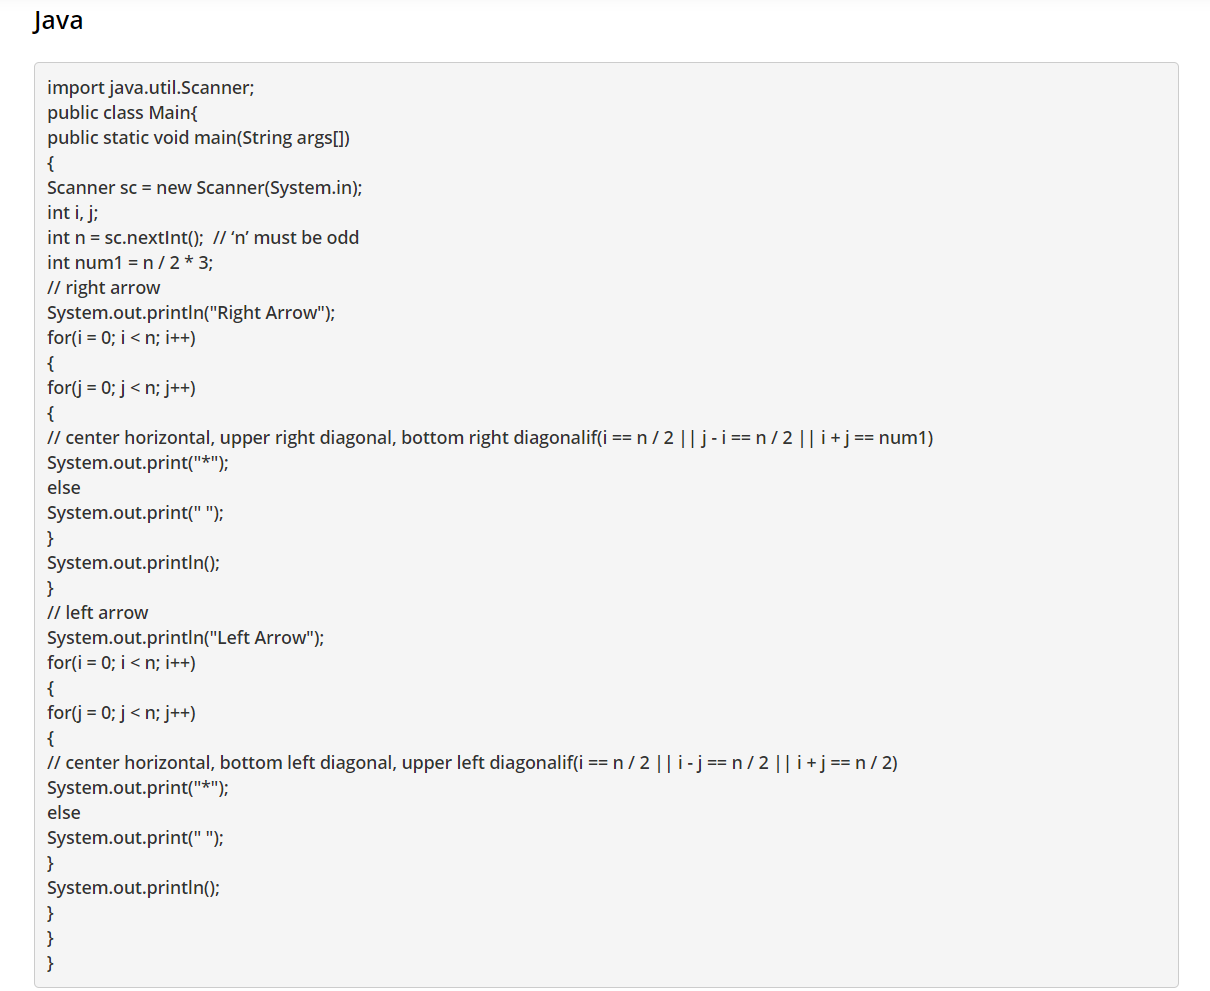 Java
import java.util.Scanner;
public class Main{
public static void main(String args[])
{
Scanner sc = new Scanner(System.in);
int i, j;
int n = sc.nextInt();  // ‘n’ must be odd
int num1 = n / 2 * 3;
// right arrow
System.out.println("Right Arrow");
for(i = 0; i < n; i++)
{
for(j = 0; j < n; j++)
{
// center horizontal, upper right diagonal, bottom right diagonalif(i == n / 2 || j - i == n / 2 || i + j == num1)
System.out.print("*");
else
System.out.print(" ");
}
System.out.println();
}
// left arrow
System.out.println("Left Arrow");
for(i = 0; i < n; i++)
{
for(j = 0; j < n; j++)
{
// center horizontal, bottom left diagonal, upper left diagonalif(i == n / 2 || i - j == n / 2 || i + j == n / 2)
System.out.print("*");
else
System.out.print(" ");
}
System.out.println();
}
}
}